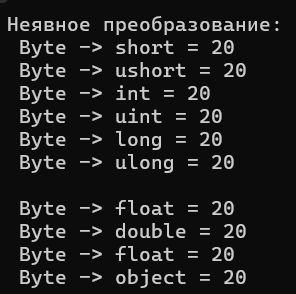 Неявное преобразование:
Byte -> short = 20
Byte -> ushort = 20
Byte -> int = 20
Byte -> uint = 20
Byte -> long = 20
Byte -> ulong = 20
Byte -> float = 20
Byte -> double = 20
Byte -> float = 20
Byte -> object = 20